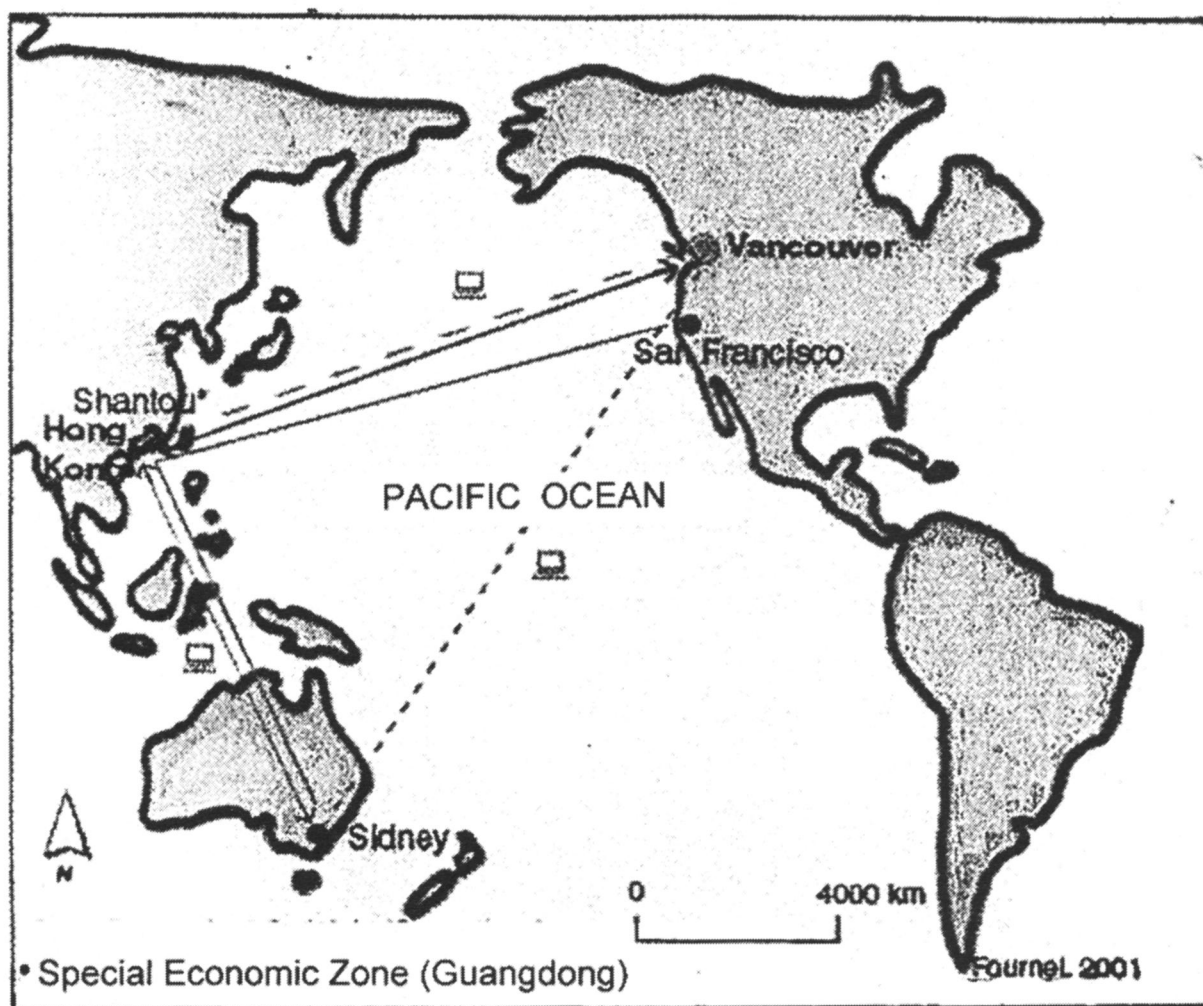 Vancouver
San Francisco
Shantou*
Hong
Kong
PACIFIC OCEAN
Sidney
N
0 4000 km
* Special Economic Zone (Guangdong)
FourneL 2001